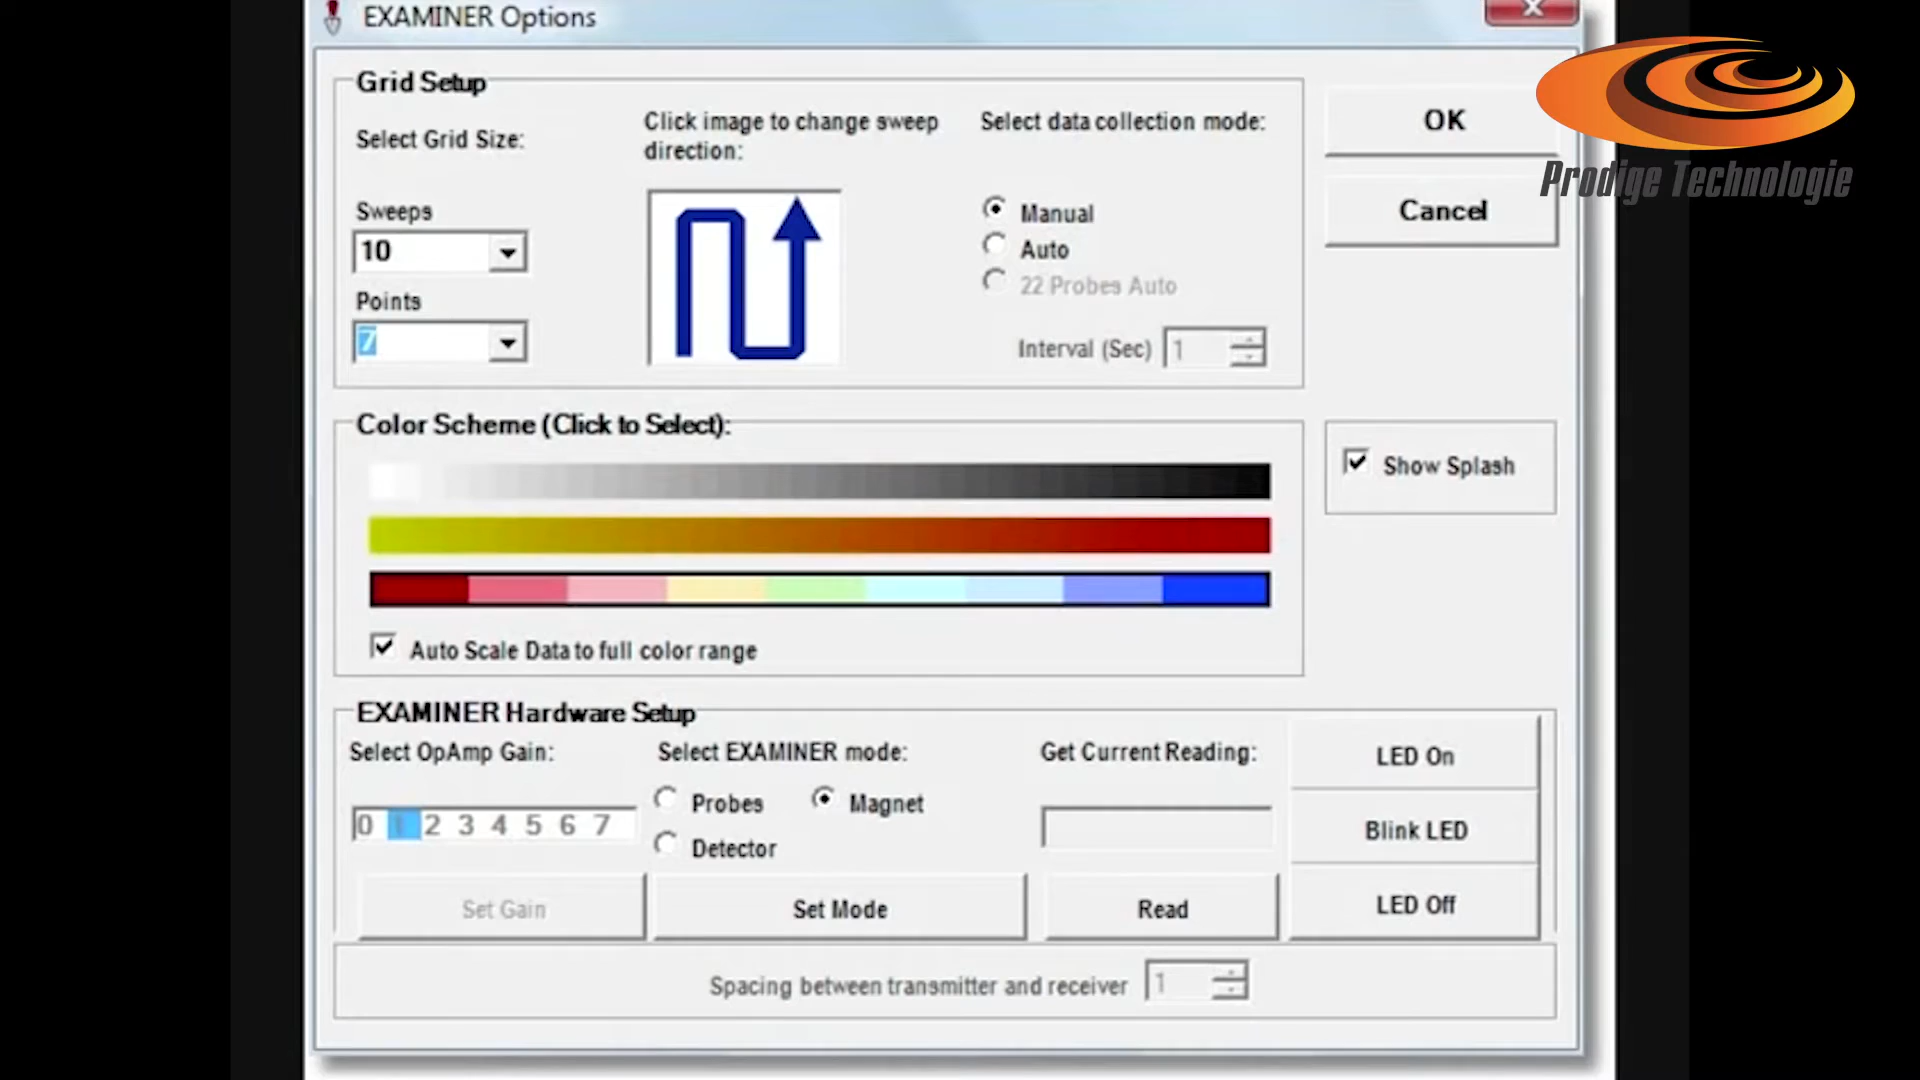 EXAMINER Options
Grid Setup
Select Grid Size:
Click image to change sweep
direction:
Select data collection mode:
Sweeps
10
Points
7
Manual
Auto
22 Probes Auto
Interval (Sec) 1
OK
Cancel
Prodige Technologie
Color Scheme (Click to Select):
Show Splash
Auto Scale Data to full color range
EXAMINER Hardware Setup
Select OpAmp Gain:
Select EXAMINER mode:
Get Current Reading:
0 1 2 3 4 5 6 7
Probes
Magnet
Detector
Set Gain
Set Mode
Read
LED On
Blink LED
LED Off
Spacing between transmitter and receiver 1